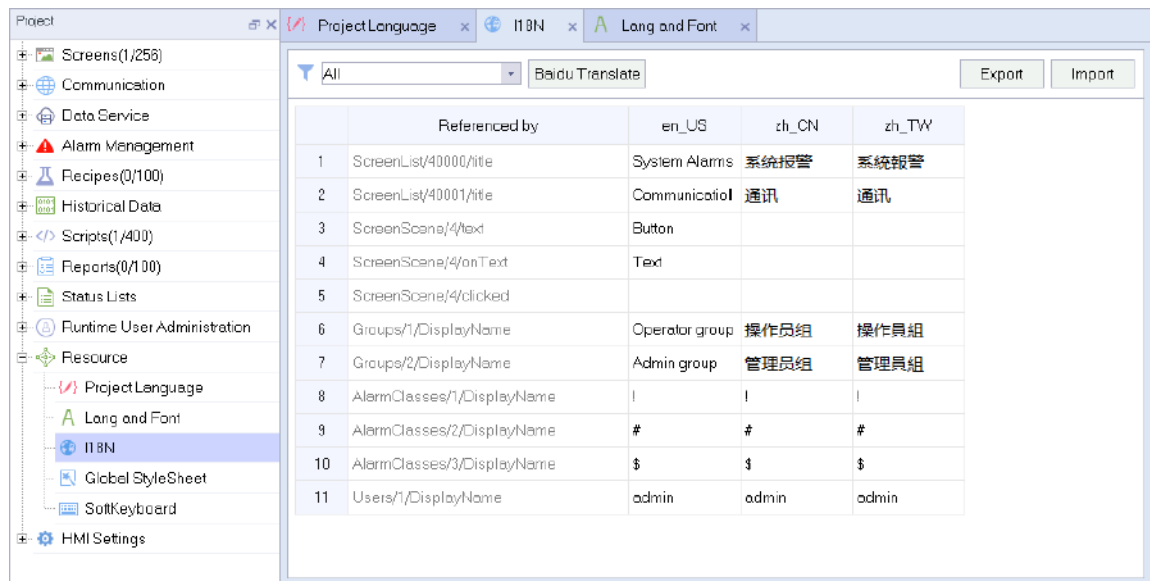 Project
Screens(1/256)
Communication
Data Service
Alarm Management
Recipes(0/100)
Historical Data
Scripts(1/400)
Reports(0/100)
Status Lists
Runtime User Administration
Resource
Project Language
Lang and Font
I18N
Global StyleSheet
SoftKeyboard
HMI Settings
Project Language I18N Lang and Font
All Baidu Translate Export Import
Referenced by en_US zh_CN zh_TW
1 ScreenList/40000/title System Alarms 系统报警 系統報警
2 ScreenList/40001/title Communicatiol 通讯 通讯
3 ScreenScene/4/text Button
4 ScreenScene/4/onText Text
5 ScreenScene/4/clicked
6 Groups/1/DisplayName Operator group 操作员组 操作員組
7 Groups/2/DisplayName Admin group 管理员组 管理員組
8 AlarmClasses/1/DisplayName ! ! !
9 AlarmClasses/2/DisplayName # # #
10 AlarmClasses/3/DisplayName $ $ $
11 Users/1/DisplayName admin admin admin